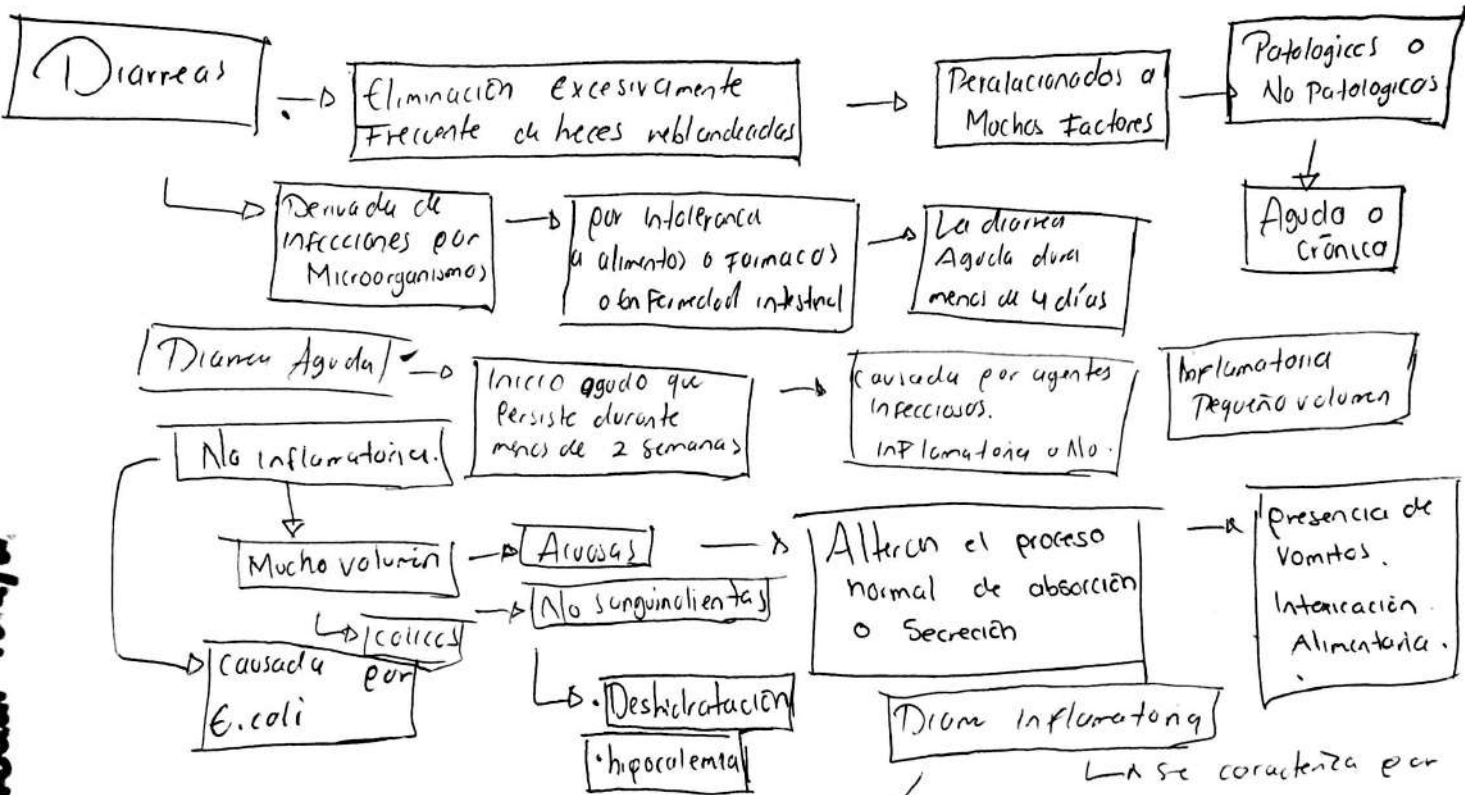 Diarreas
Eliminación excesivamente
Frecuente de heces reblandeadas
Peralacionados a
Muchos Factores
Patologicos o
No Patologicos
Aguda o
Crónica
Derivada de
infecciones por
Microorganismos
por intolerancia
a alimentos o Farmacos
o enfermedad intestinal
La diarrea
Aguda dura
menos de 4 días
Diarrea Aguda
Inicio agudo que
Persiste durante
menos de 2 semanas
Causada por agentes
infecciosos.
Inflamatoria o No.
Inflamatoria
Pequeño volumen
No inflamatoria.
Mucho volumen
Acuosas
Colicos
No sanguinolientas
Causada por
E. coli
Deshidratación
hipocalemia
Alteran el proceso
normal de absorción
o Secreción
presencia de
Vomitos.
Intoxicación
Alimentaria.
Diarre Inflamatoria
se caracteriza por